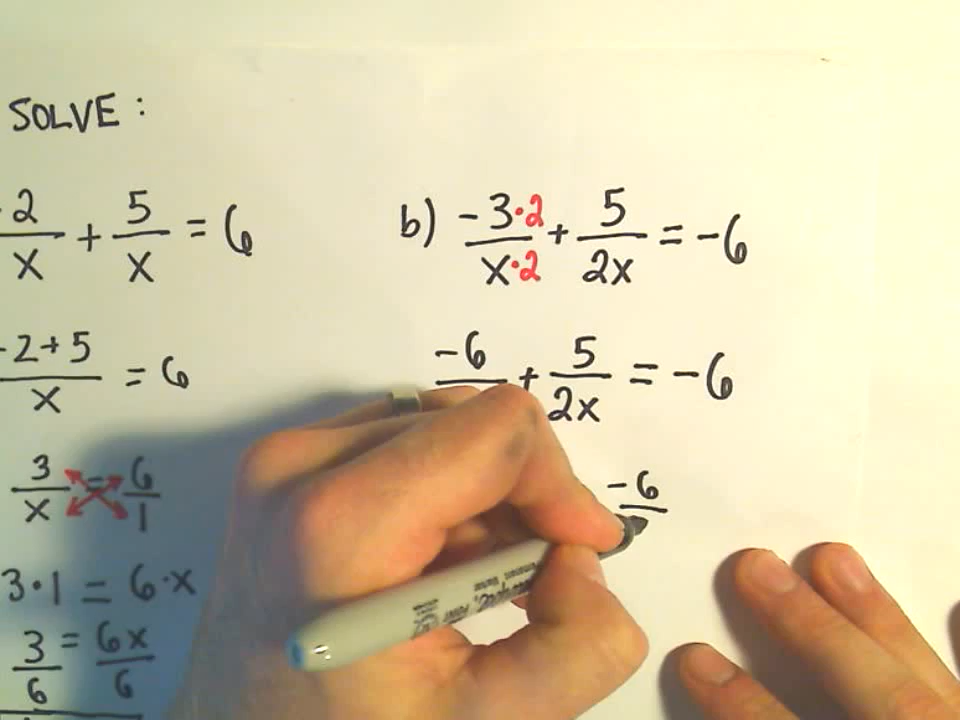 SOLVE:
-2/x + 5/x = 6
-2+5/x = 6
3/x = 6/1
3·1 = 6·x
3/6 = 6x/6
b) -3·2/x·2 + 5/2x = -6
-6 + 5/2x = -6
-6